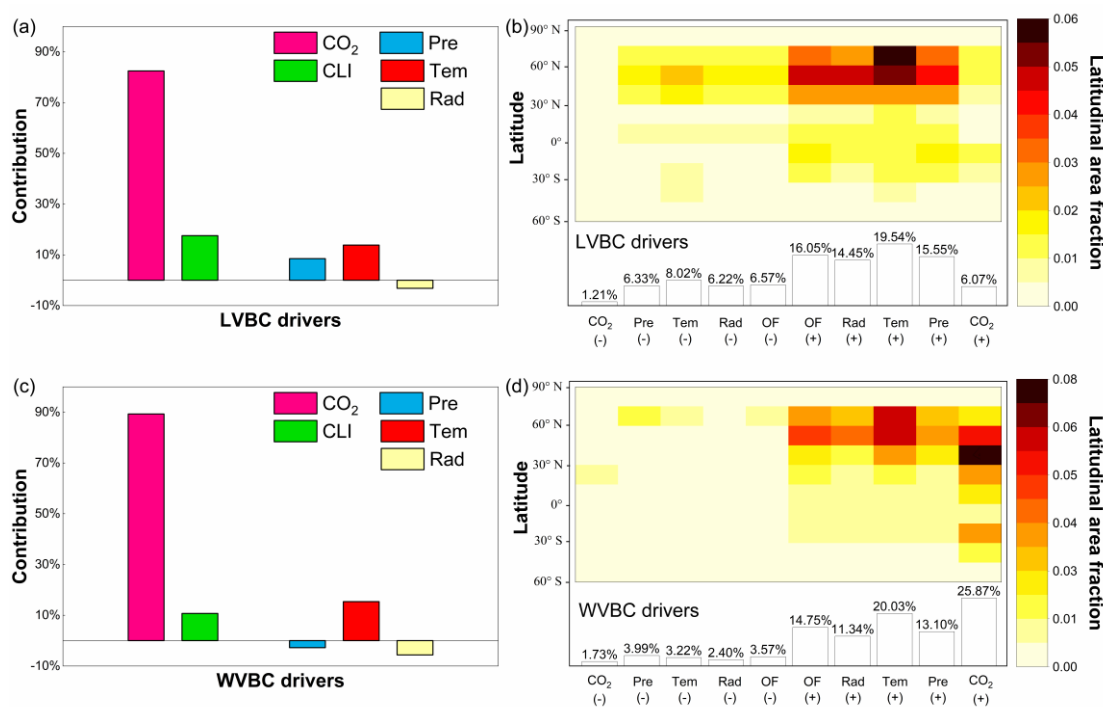 (a)
90%
70%
50%
30%
10%
-10%
Contribution
CO₂
CLI
Pre
Tem
Rad
LVBC drivers
(b)
90° N
60° N
30° N
0°
30° S
60° S
Latitude
LVBC drivers
1.21%
6.33%
8.02%
6.22%
6.57%
16.05%
14.45%
19.54%
15.55%
6.07%
CO₂ Pre Tem Rad OF OF Rad Tem Pre CO₂
(-) (-) (-) (-) (-) (+) (+) (+) (+) (+)
0.06
0.05
0.04
0.03
0.02
0.01
0.00
Latitudinal area fraction
(c)
90%
70%
50%
30%
10%
-10%
Contribution
CO₂
CLI
Pre
Tem
Rad
WVBC drivers
(d)
90° N
60° N
30° N
0°
30° S
60° S
Latitude
WVBC drivers
1.73%
3.99%
3.22%
2.40%
3.57%
14.75%
11.34%
20.03%
13.10%
25.87%
CO₂ Pre Tem Rad OF OF Rad Tem Pre CO₂
(-) (-) (-) (-) (-) (+) (+) (+) (+) (+)
0.08
0.06
0.05
0.04
0.03
0.01
0.00
Latitudinal area fraction